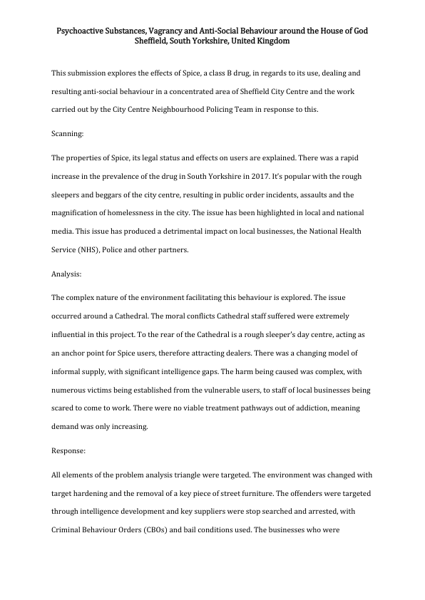 Psychoactive Substances, Vagrancy and Anti-Social Behaviour around the House of God
Sheffield, South Yorkshire, United Kingdom
This submission explores the effects of Spice, a class B drug, in regards to its use, dealing and
resulting anti-social behaviour in a concentrated area of Sheffield City Centre and the work
carried out by the City Centre Neighbourhood Policing Team in response to this.
Scanning:
The properties of Spice, its legal status and effects on users are explained. There was a rapid
increase in the prevalence of the drug in South Yorkshire in 2017. It's popular with the rough
sleepers and beggars of the city centre, resulting in public order incidents, assaults and the
magnification of homelessness in the city. The issue has been highlighted in local and national
media. This issue has produced a detrimental impact on local businesses, the National Health
Service (NHS), Police and other partners.
Analysis:
The complex nature of the environment facilitating this behaviour is explored. The issue
occurred around a Cathedral. The moral conflicts Cathedral staff suffered were extremely
influential in this project. To the rear of the Cathedral is a rough sleeper's day centre, acting as
an anchor point for Spice users, therefore attracting dealers. There was a changing model of
informal supply, with significant intelligence gaps. The harm being caused was complex, with
numerous victims being established from the vulnerable users, to staff of local businesses being
scared to come to work. There were no viable treatment pathways out of addiction, meaning
demand was only increasing.
Response:
All elements of the problem analysis triangle were targeted. The environment was changed with
target hardening and the removal of a key piece of street furniture. The offenders were targeted
through intelligence development and key suppliers were stop searched and arrested, with
Criminal Behaviour Orders (CBOs) and bail conditions used. The businesses who were